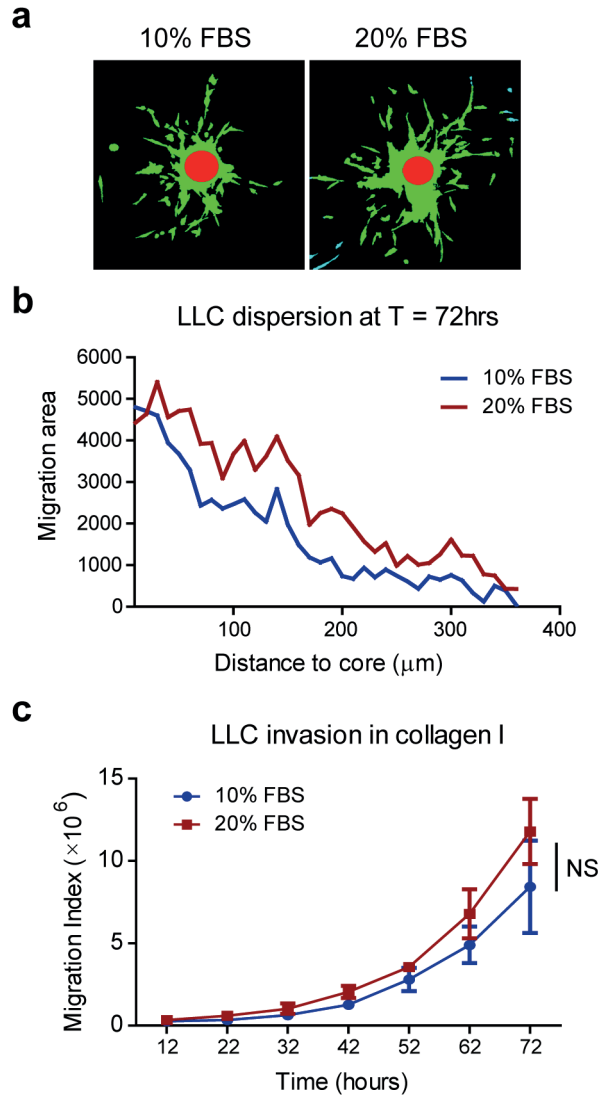 a
10% FBS 20% FBS
b
LLC dispersion at T = 72hrs
6000
5000
4000
3000
2000
1000
0
Migration area
10% FBS
20% FBS
100 200 300 400
Distance to core (μm)
c
LLC invasion in collagen I
15
10
5
0
Migration Index (×10⁶)
10% FBS
20% FBS
NS
12 22 32 42 52 62 72
Time (hours)